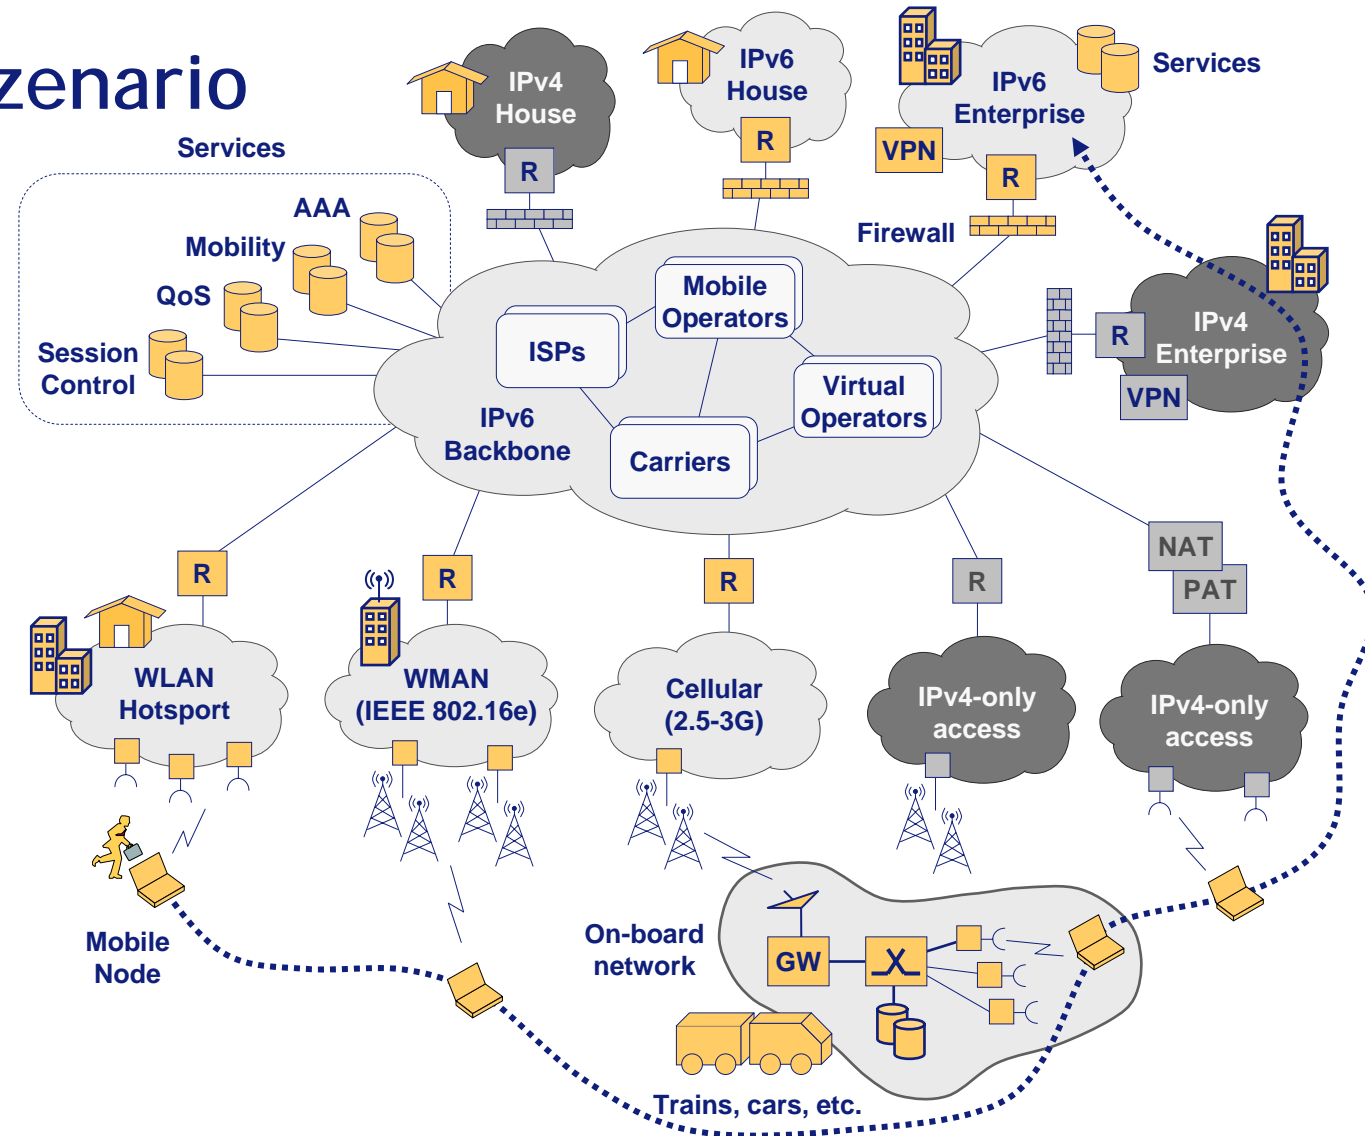 zenario
Services
AAA
Mobility
QoS
Session
Control
IPv4
House
R
IPv6
House
R
IPv6
Enterprise
Services
VPN
R
Firewall
IPv4
Enterprise
R
VPN
Mobile
Operators
ISPs
Virtual
Operators
IPv6
Backbone
Carriers
R
R
R
R
NAT
PAT
WLAN
Hotsport
WMAN
(IEEE 802.16e)
Cellular
(2.5-3G)
IPv4-only
access
IPv4-only
access
Mobile
Node
On-board
network
GW
X
Trains, cars, etc.